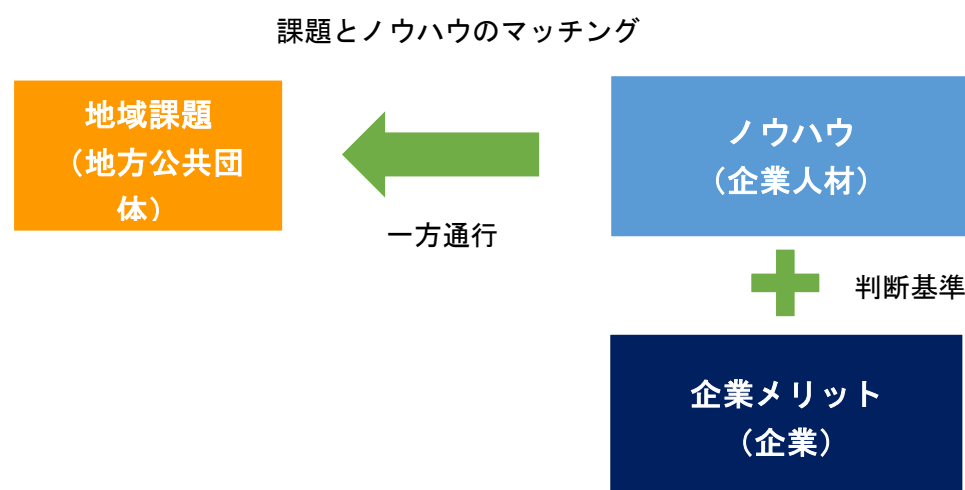 課題とノウハウのマッチング
地域課題
（地方公共団
体）
ノウハウ
（企業人材）
一方通行
判断基準
企業メリット
（企業）